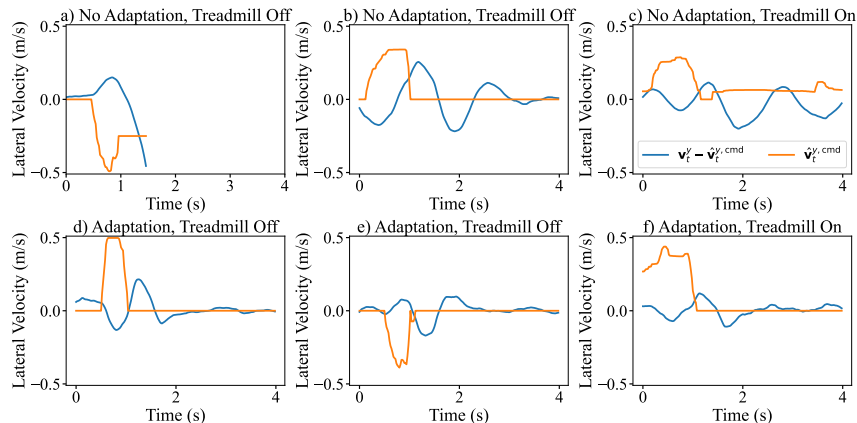 a) No Adaptation, Treadmill Off
b) No Adaptation, Treadmill Off
c) No Adaptation, Treadmill On
Lateral Velocity (m/s)
0.5
0.0
−0.5
0 1 2 3 4
Time (s)
Lateral Velocity (m/s)
0.5
0.0
−0.5
0 2 4
Time (s)
Lateral Velocity (m/s)
0.5
0.0
−0.5
v_t^y − v̂_t^{y,cmd}
v̂_t^{y,cmd}
0 2 4
Time (s)
d) Adaptation, Treadmill Off
e) Adaptation, Treadmill Off
f) Adaptation, Treadmill On
Lateral Velocity (m/s)
0.5
0.0
−0.5
0 2 4
Time (s)
Lateral Velocity (m/s)
0.5
0.0
−0.5
0 2 4
Time (s)
Lateral Velocity (m/s)
0.5
0.0
−0.5
0 2 4
Time (s)